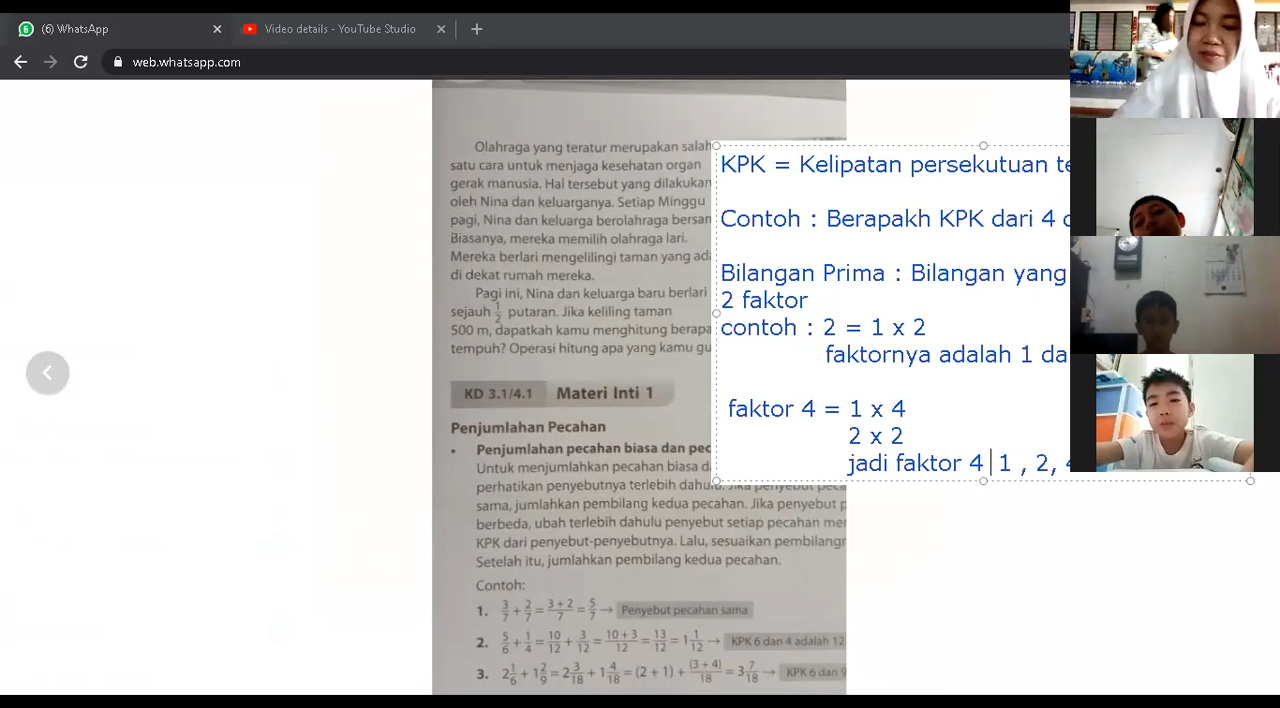 (6) WhatsApp
Video details - YouTube Studio
web.whatsapp.com
Olahraga yang teratur merupakan salah
satu cara untuk menjaga kesehatan organ
gerak manusia. Hal tersebut yang dilakukan
oleh Nina dan keluarganya. Setiap Minggu
pagi, Nina dan keluarga berolahraga bersam
Biasanya, mereka memilih olahraga lari.
Mereka berlari mengelilingi taman yang ada
di dekat rumah mereka.
Pagi ini, Nina dan keluarga baru berlari
sejauh 1/2 putaran. Jika keliling taman
500 m, dapatkah kamu menghitung berapa
tempuh? Operasi hitung apa yang kamu gu
KD 3.1/4.1 Materi Inti 1
Penjumlahan Pecahan
• Penjumlahan pecahan biasa dan pec
Untuk menjumlahkan pecahan biasa d
perhatikan penyebutnya terlebih dahulu. Jika penyebut peca
sama, jumlahkan pembilang kedua pecahan. Jika penyebut p
berbeda, ubah terlebih dahulu penyebut setiap pecahan men
KPK dari penyebut-penyebutnya. Lalu, sesuaikan pembilangn
Setelah itu, jumlahkan pembilang kedua pecahan.
Contoh:
1. 3/7 + 2/7 = 3 + 2/7 = 5/7 → Penyebut pecahan sama
2. 5/6 + 1/4 = 10/12 + 3/12 = 10 + 3/12 = 13/12 = 1 1/12 → KPK 6 dan 4 adalah 12
3. 2 1/6 + 1 2/9 = 2 3/18 + 1 4/18 = (2 + 1) + (3 + 4)/18 = 3 7/18 → KPK 6 dan 9
KPK = Kelipatan persekutuan te
Contoh : Berapakh KPK dari 4 d
Bilangan Prima : Bilangan yang
2 faktor
contoh : 2 = 1 x 2
faktornya adalah 1 da
faktor 4 = 1 x 4
2 x 2
jadi faktor 4 1 , 2, 4